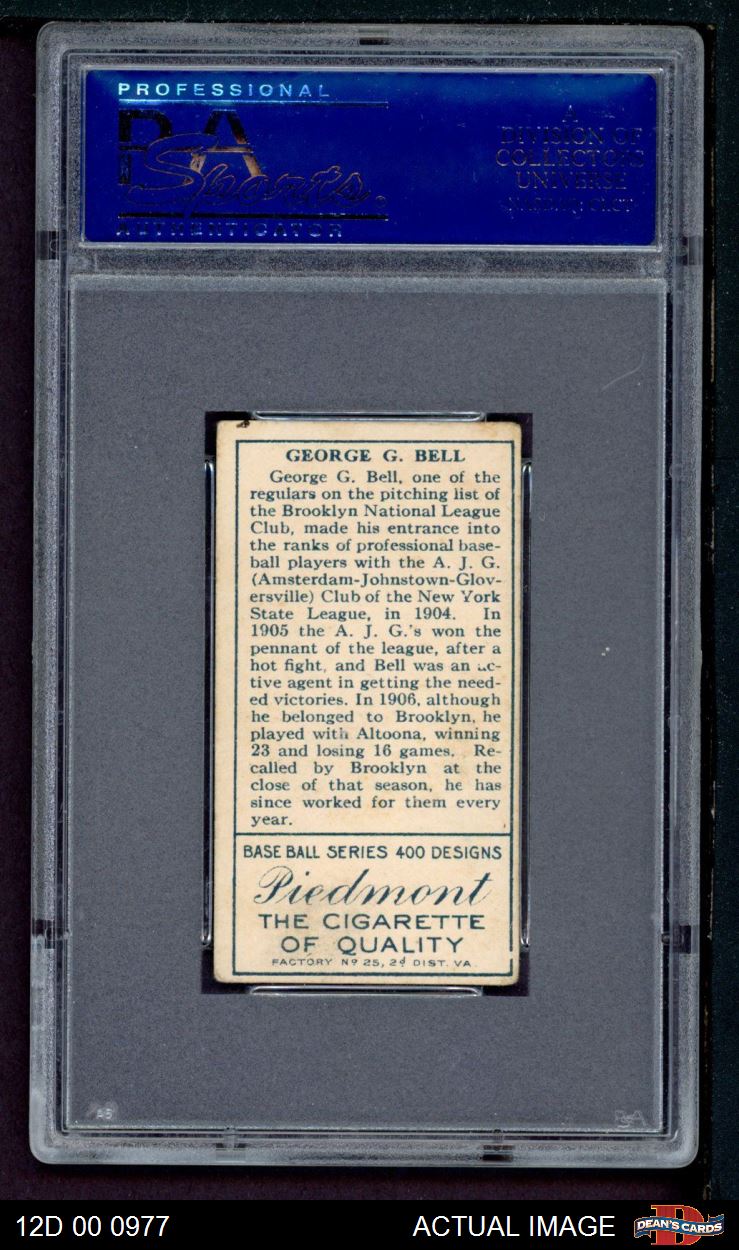 PROFESSIONAL
PSA
Sports
AUTHENTICATOR
A
DIVISION OF
COLLECTORS
UNIVERSE
NASDAQ: CLCT
GEORGE G. BELL
George G. Bell, one of the
regulars on the pitching list of
the Brooklyn National League
Club, made his entrance into
the ranks of professional base-
ball players with the A. J. G.
(Amsterdam-Johnstown-Glov-
ersville) Club of the New York
State League, in 1904. In
1905 the A. J. G.'s won the
pennant of the league, after a
hot fight, and Bell was an ac-
tive agent in getting the need-
ed victories. In 1906, although
he belonged to Brooklyn, he
played with Altoona, winning
23 and losing 16 games. Re-
called by Brooklyn at the
close of that season, he has
since worked for them every
year.
BASE BALL SERIES 400 DESIGNS
Piedmont
THE CIGARETTE
OF QUALITY
FACTORY Nº 25, 2d DIST. VA.
PSA
12D 00 0977
ACTUAL IMAGE
DEAN'S CARDS